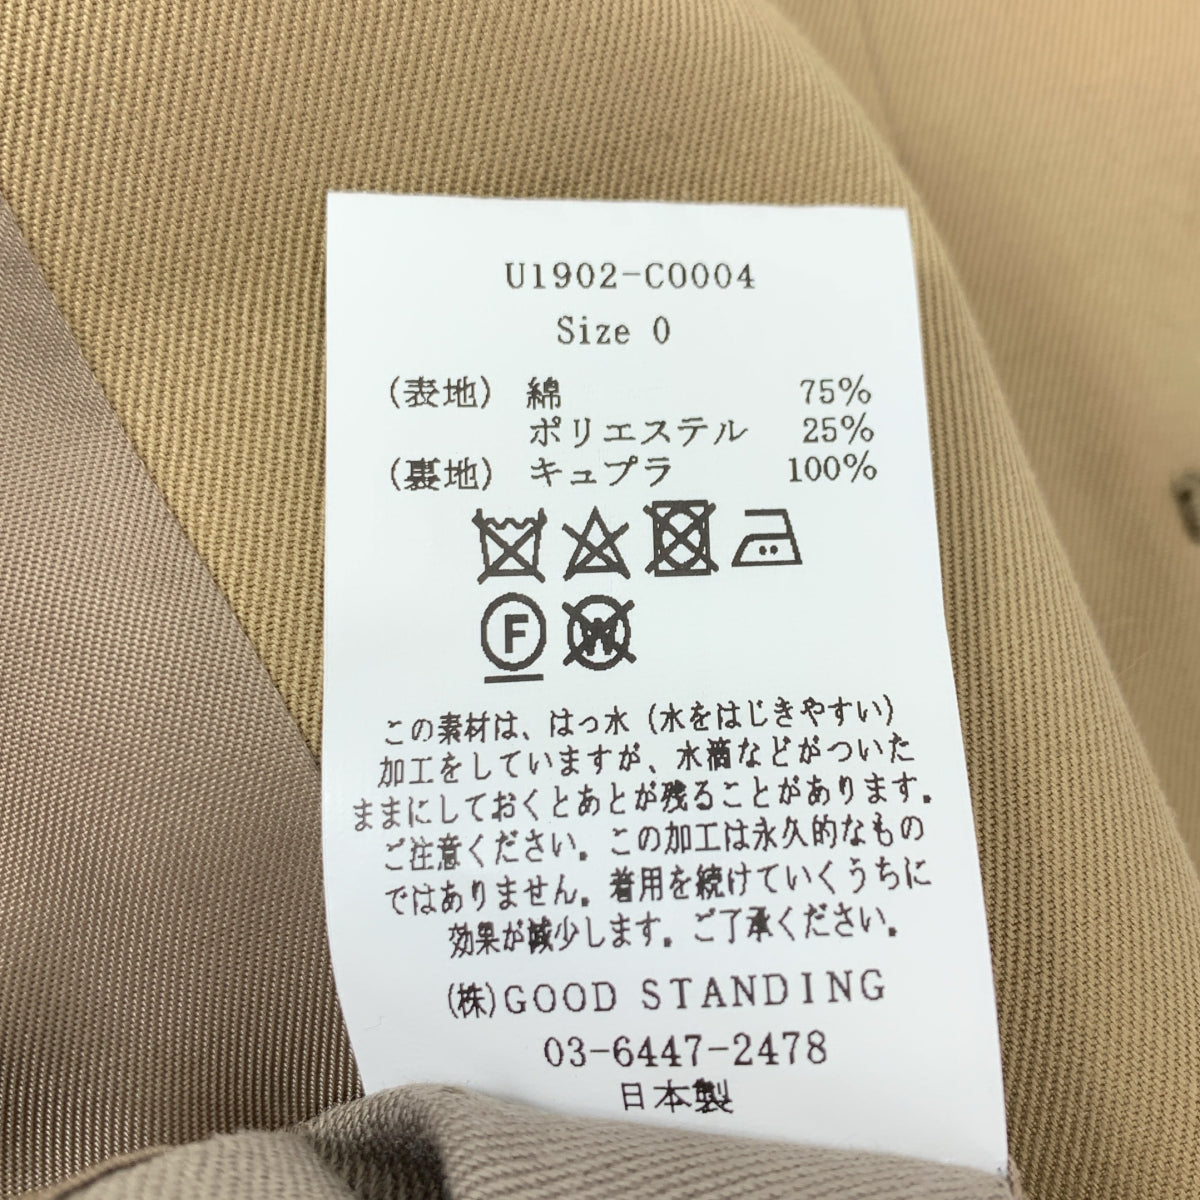 U1902-C0004
Size 0
(表地) 綿 75%
ポリエステル 25%
(裏地) キュプラ 100%
F W
この素材は、はっ水(水をはじきやすい)
加工をしていますが、水滴などがついた
ままにしておくとあとが残ることがあります。
ご注意ください。この加工は永久的なもの
ではありません。着用を続けていくうちに
効果が減少します。ご了承ください。
(株)GOOD STANDING
03-6447-2478
日本製